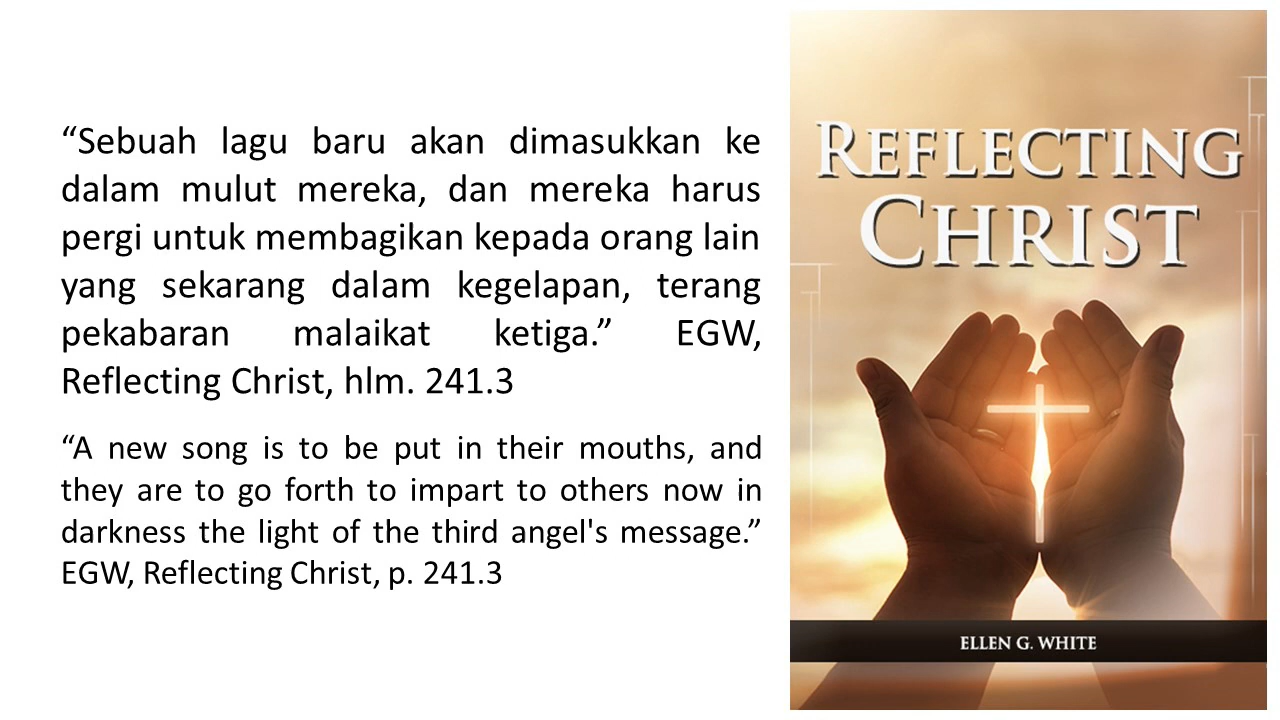 “Sebuah lagu baru akan dimasukkan ke
dalam mulut mereka, dan mereka harus
pergi untuk membagikan kepada orang lain
yang sekarang dalam kegelapan, terang
pekabaran malaikat ketiga.” EGW,
Reflecting Christ, hlm. 241.3
“A new song is to be put in their mouths, and
they are to go forth to impart to others now in
darkness the light of the third angel's message.”
EGW, Reflecting Christ, p. 241.3
REFLECTING
CHRIST
ELLEN G. WHITE